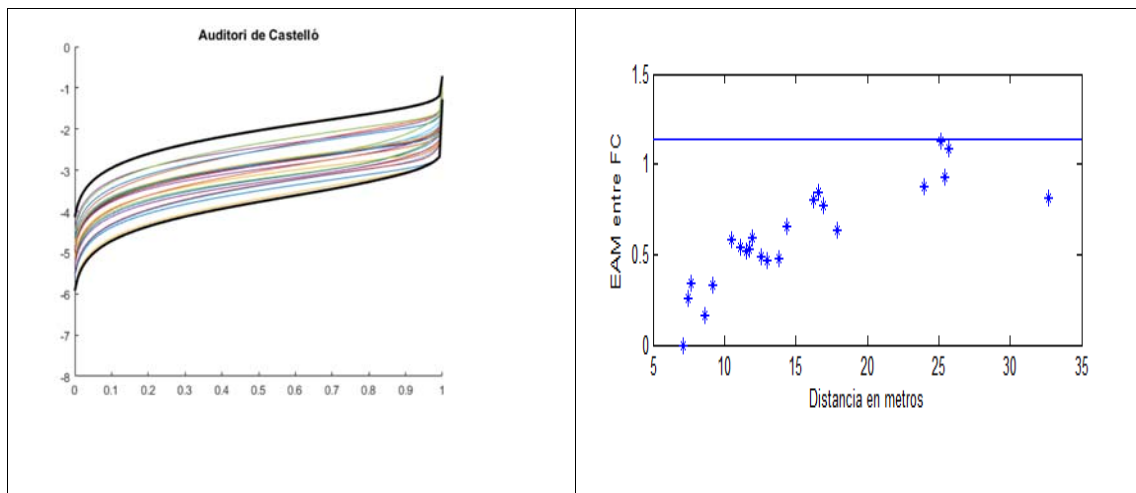 Auditori de Castelló
0
-1
-2
-3
-4
-5
-6
-7
-8
0 0.1 0.2 0.3 0.4 0.5 0.6 0.7 0.8 0.9 1
EAM entre FC
1.5
1
0.5
0
5 10 15 20 25 30 35
Distancia en metros